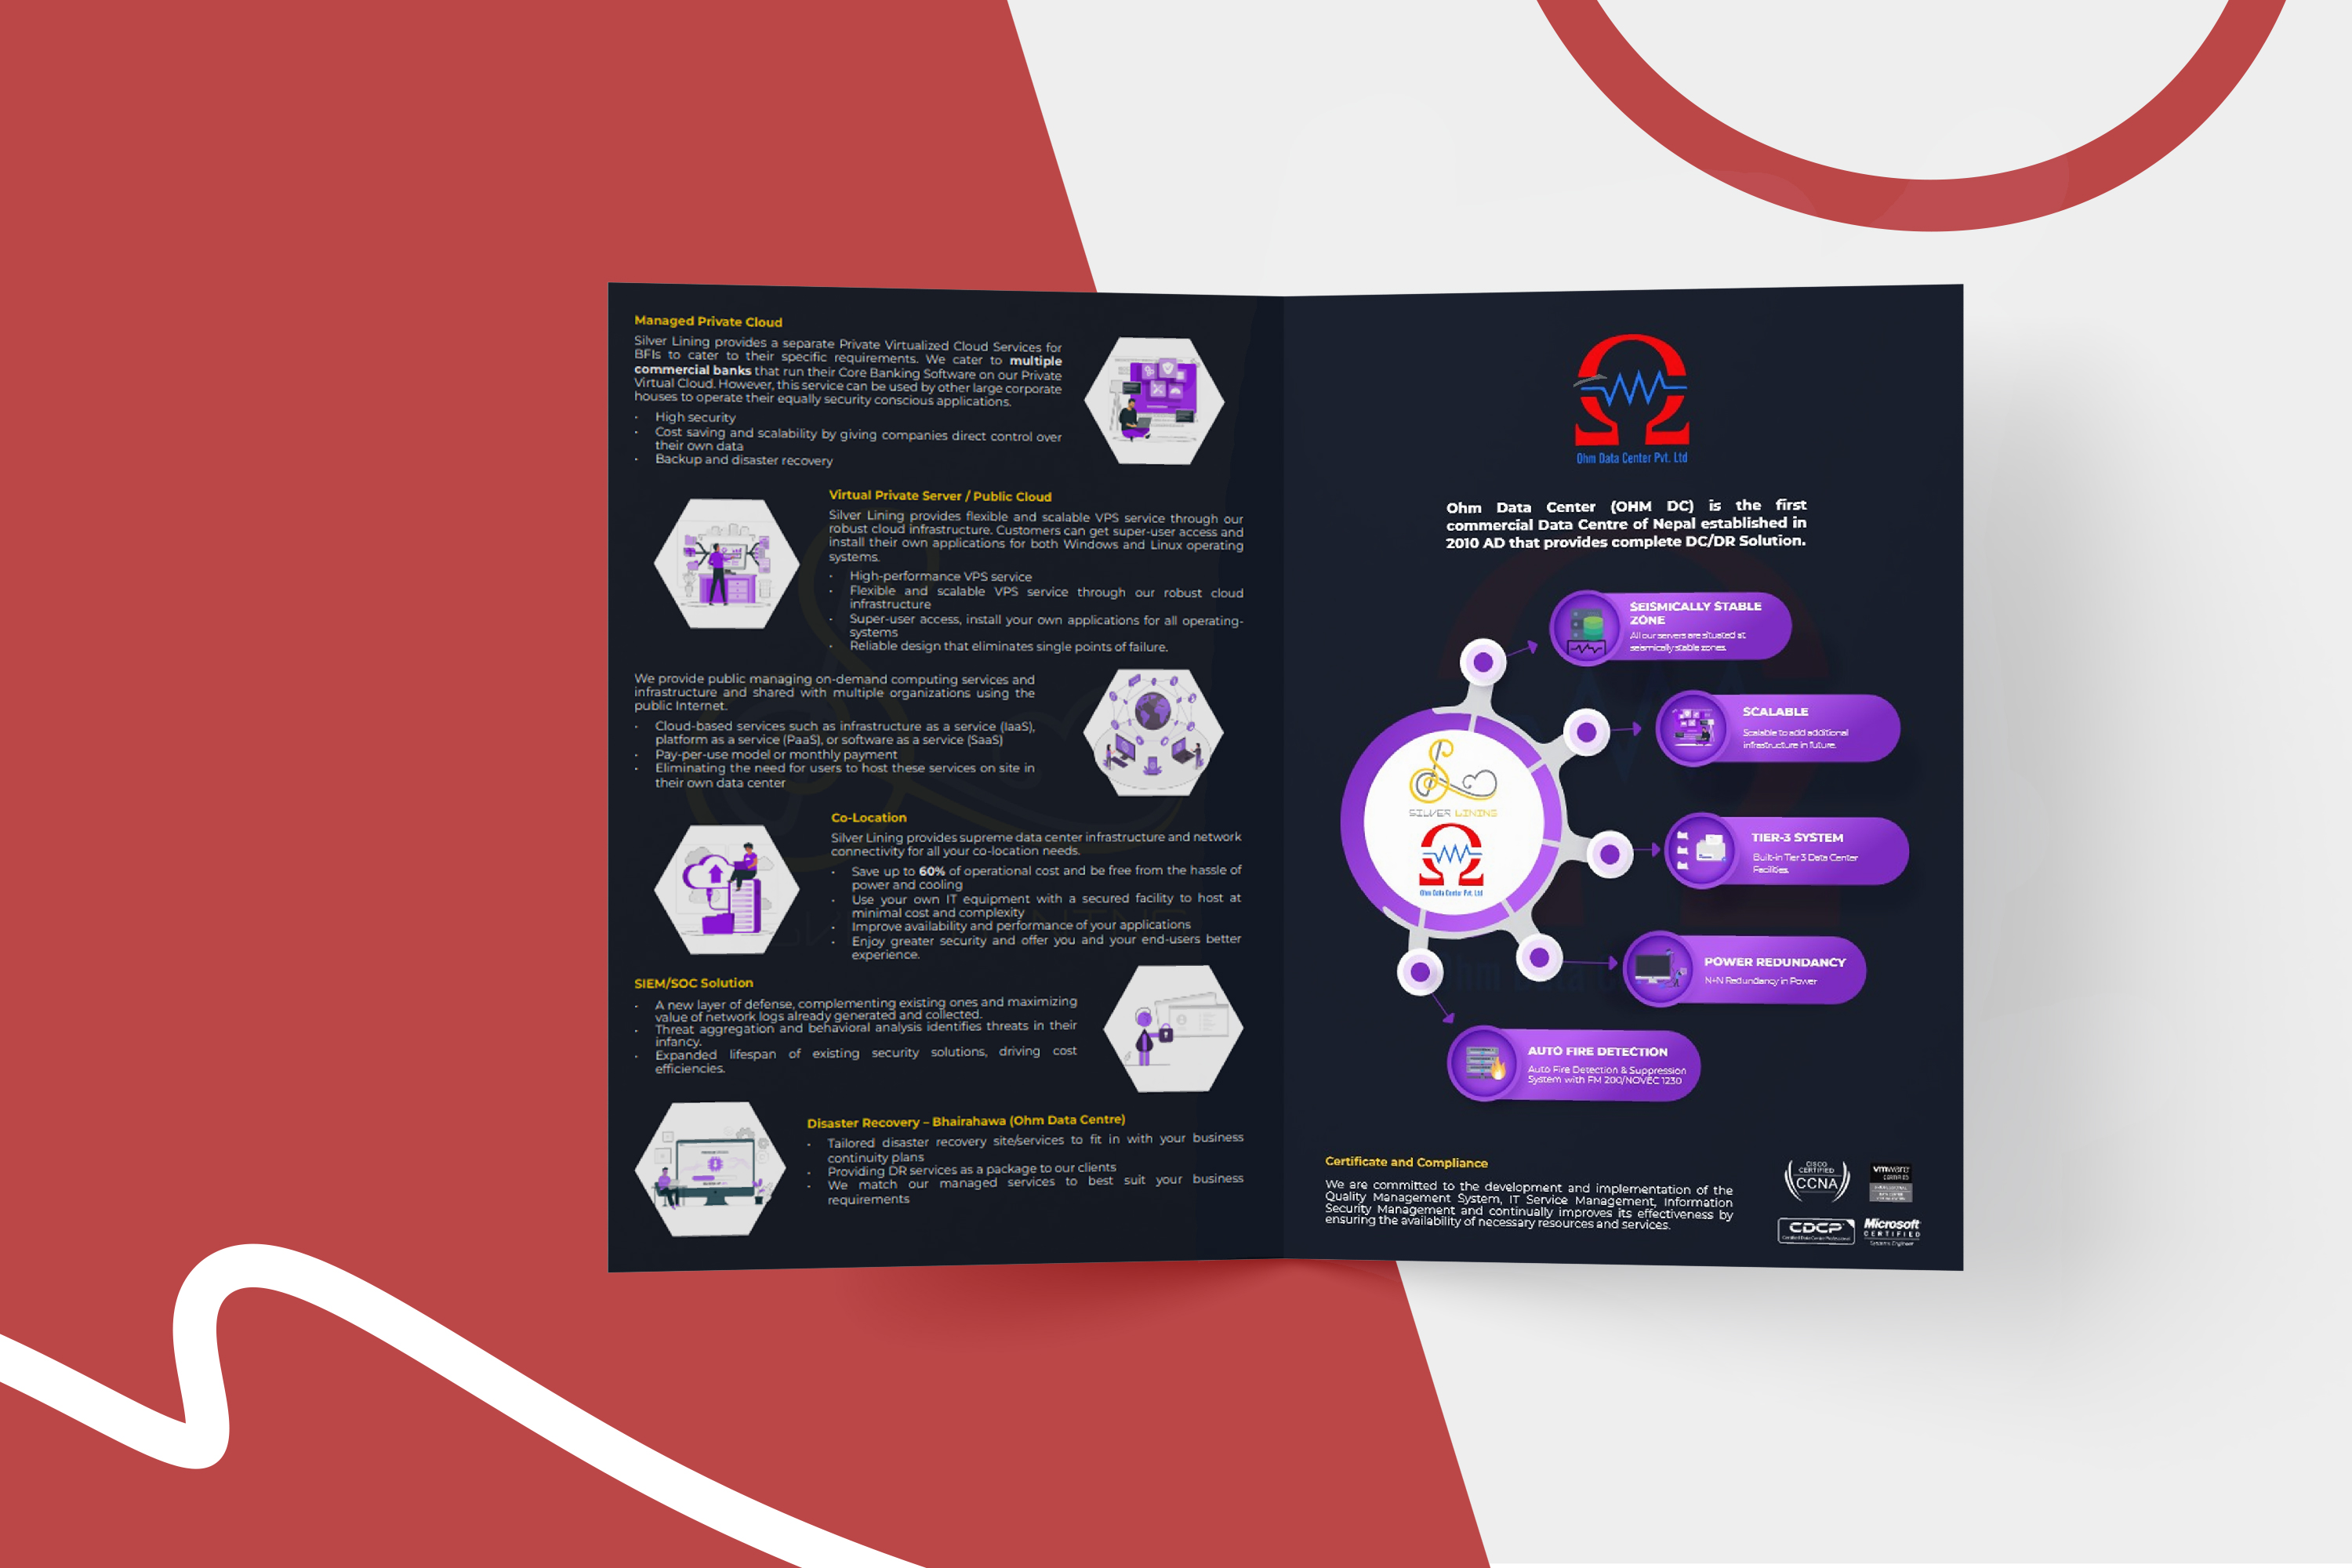 Managed Private Cloud
Silver Lining provides a separate Private Virtualized Cloud Services for
BFIs to cater to their specific requirements. We cater to multiple
commercial banks that run their Core Banking Software on our Private
Virtual Cloud. However, this service can be used by other large corporate
houses to operate their equally security conscious applications.
• High security
• Cost saving and scalability by giving companies direct control over
their own data
• Backup and disaster recovery
Virtual Private Server / Public Cloud
Silver Lining provides flexible and scalable VPS service through our
robust cloud infrastructure. Customers can get super-user access and
install their own applications for both Windows and Linux operating
systems.
• High-performance VPS service
• Flexible and scalable VPS service through our robust cloud
infrastructure
• Super-user access, install your own applications for all operating-
systems
• Reliable design that eliminates single points of failure.
We provide public managing on-demand computing services and
infrastructure and shared with multiple organizations using the
public Internet.
• Cloud-based services such as infrastructure as a service (IaaS),
platform as a service (PaaS), or software as a service (SaaS)
• Pay-per-use model or monthly payment
• Eliminating the need for users to host these services on site in
their own data center
Co-Location
Silver Lining provides supreme data center infrastructure and network
connectivity for all your co-location needs.
• Save up to 60% of operational cost and be free from the hassle of
power and cooling
• Use your own IT equipment with a secured facility to host at
minimal cost and complexity
• Improve availability and performance of your applications
• Enjoy greater security and offer you and your end-users better
experience.
SIEM/SOC Solution
• A new layer of defense, complementing existing ones and maximizing
value of network logs already generated and collected.
• Threat aggregation and behavioral analysis identifies threats in their
infancy.
• Expanded lifespan of existing security solutions, driving cost
efficiencies.
Disaster Recovery – Bhairahawa (Ohm Data Centre)
• Tailored disaster recovery site/services to fit in with your business
continuity plans
• Providing DR services as a package to our clients
• We match our managed services to best suit your business
requirements
Ohm Data Center Pvt. Ltd
Ohm Data Center (OHM DC) is the first
commercial Data Centre of Nepal established in
2010 AD that provides complete DC/DR Solution.
SEISMICALLY STABLE
ZONE
All our servers are situated at
seismically stable zones.
SCALABLE
Scalable to add additional
infrastructure in future.
SILVER LINING
Ohm Data Center Pvt. Ltd
TIER-3 SYSTEM
Built-in Tier 3 Data Center
Facilities.
POWER REDUNDANCY
N+N Redundancy in Power
AUTO FIRE DETECTION
Auto Fire Detection & Suppression
System with FM 200/NOVEC 1230
Certificate and Compliance
We are committed to the development and implementation of the
Quality Management System, IT Service Management, Information
Security Management and continually improves its effectiveness by
ensuring the availability of necessary resources and services.
CISCO
CERTIFIED
CCNA
vmware
CERTIFIED
CDCP
Certified Data Centre Professional
Microsoft
CERTIFIED
Systems Engineer